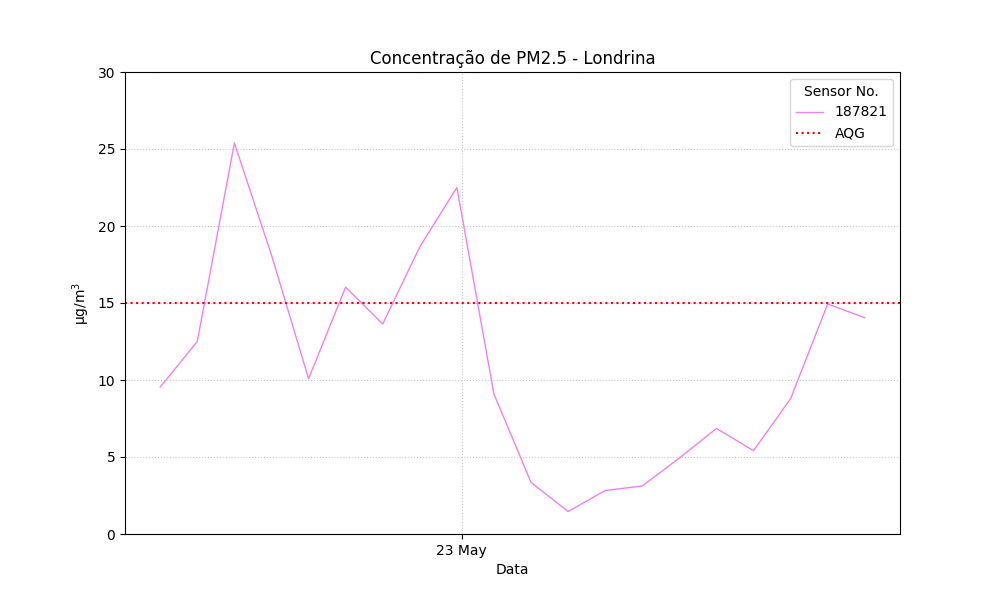 Concentração de PM2.5 - Londrina
Sensor No.
187821
AQG
30
25
20
15
10
5
0
µg/m³
23 May
Data